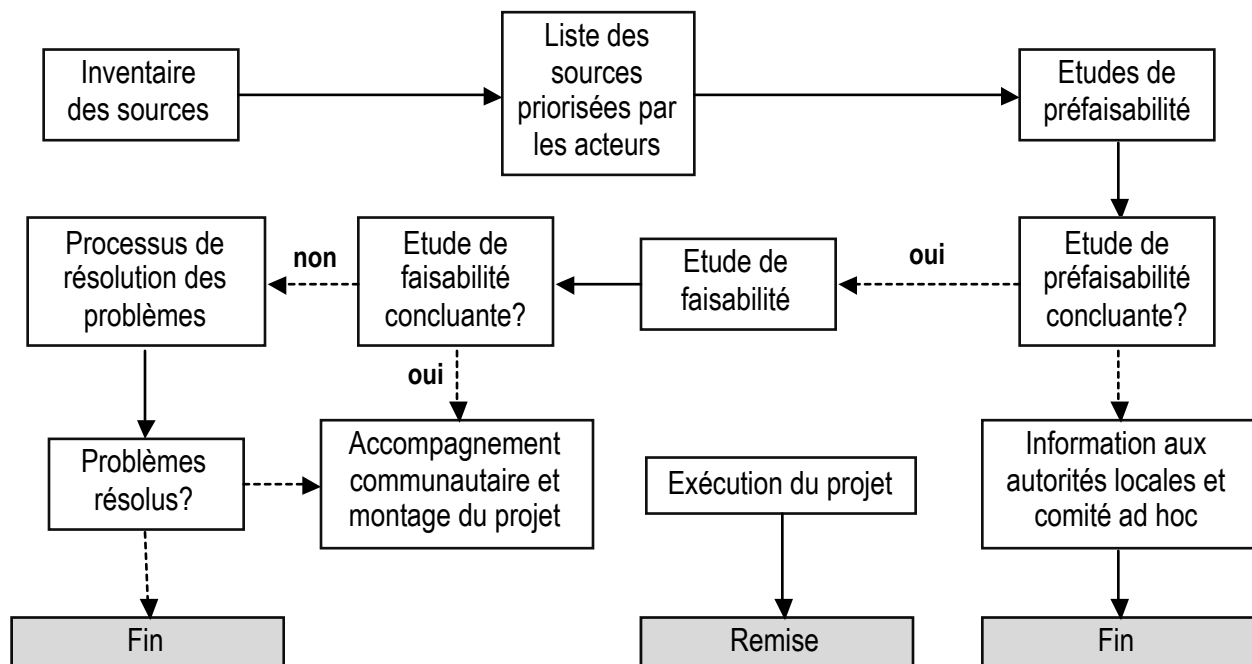 Inventaire
des sources
Liste des
sources
priorisées par
les acteurs
Etudes de
préfaisabilité
Processus de
résolution des
problèmes
non
Etude de
faisabilité
concluante?
Etude de
faisabilité
oui
Etude de
préfaisabilité
concluante?
oui
Problèmes
résolus?
Accompagnement
communautaire et
montage du projet
Exécution du projet
Information aux
autorités locales et
comité ad hoc
Fin
Remise
Fin